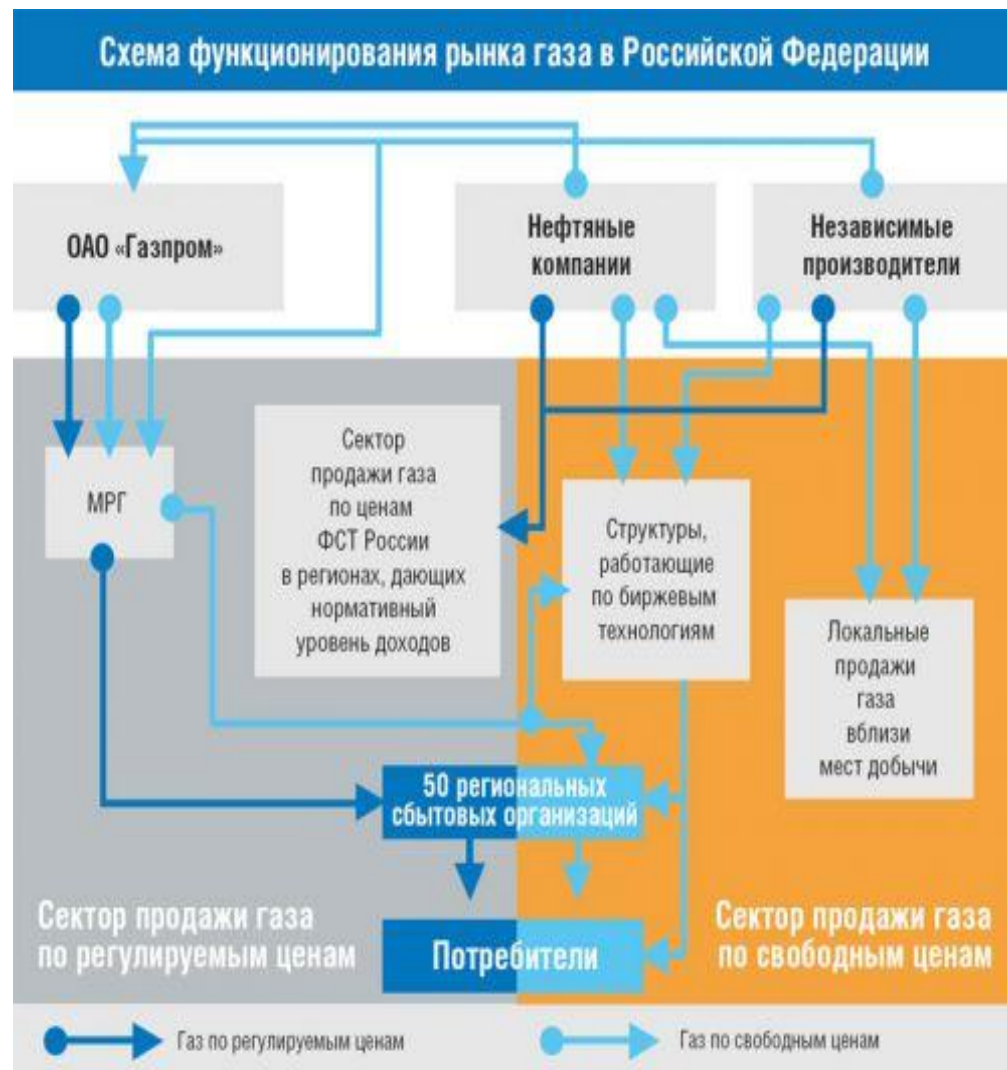 Схема функционирования рынка газа в Российской Федерации
ОАО «Газпром»
Нефтяные
компании
Независимые
производители
МРГ
Сектор
продажи газа
по ценам
ФСТ России
в регионах, дающих
нормативный
уровень доходов
Структуры,
работающие
по биржевым
технологиям
Локальные
продажи
газа
вблизи
мест добычи
50 региональных
сбытовых организаций
Сектор продажи газа
по регулируемым ценам
Потребители
Сектор продажи газа
по свободным ценам
Газ по регулируемым ценам
Газ по свободным ценам